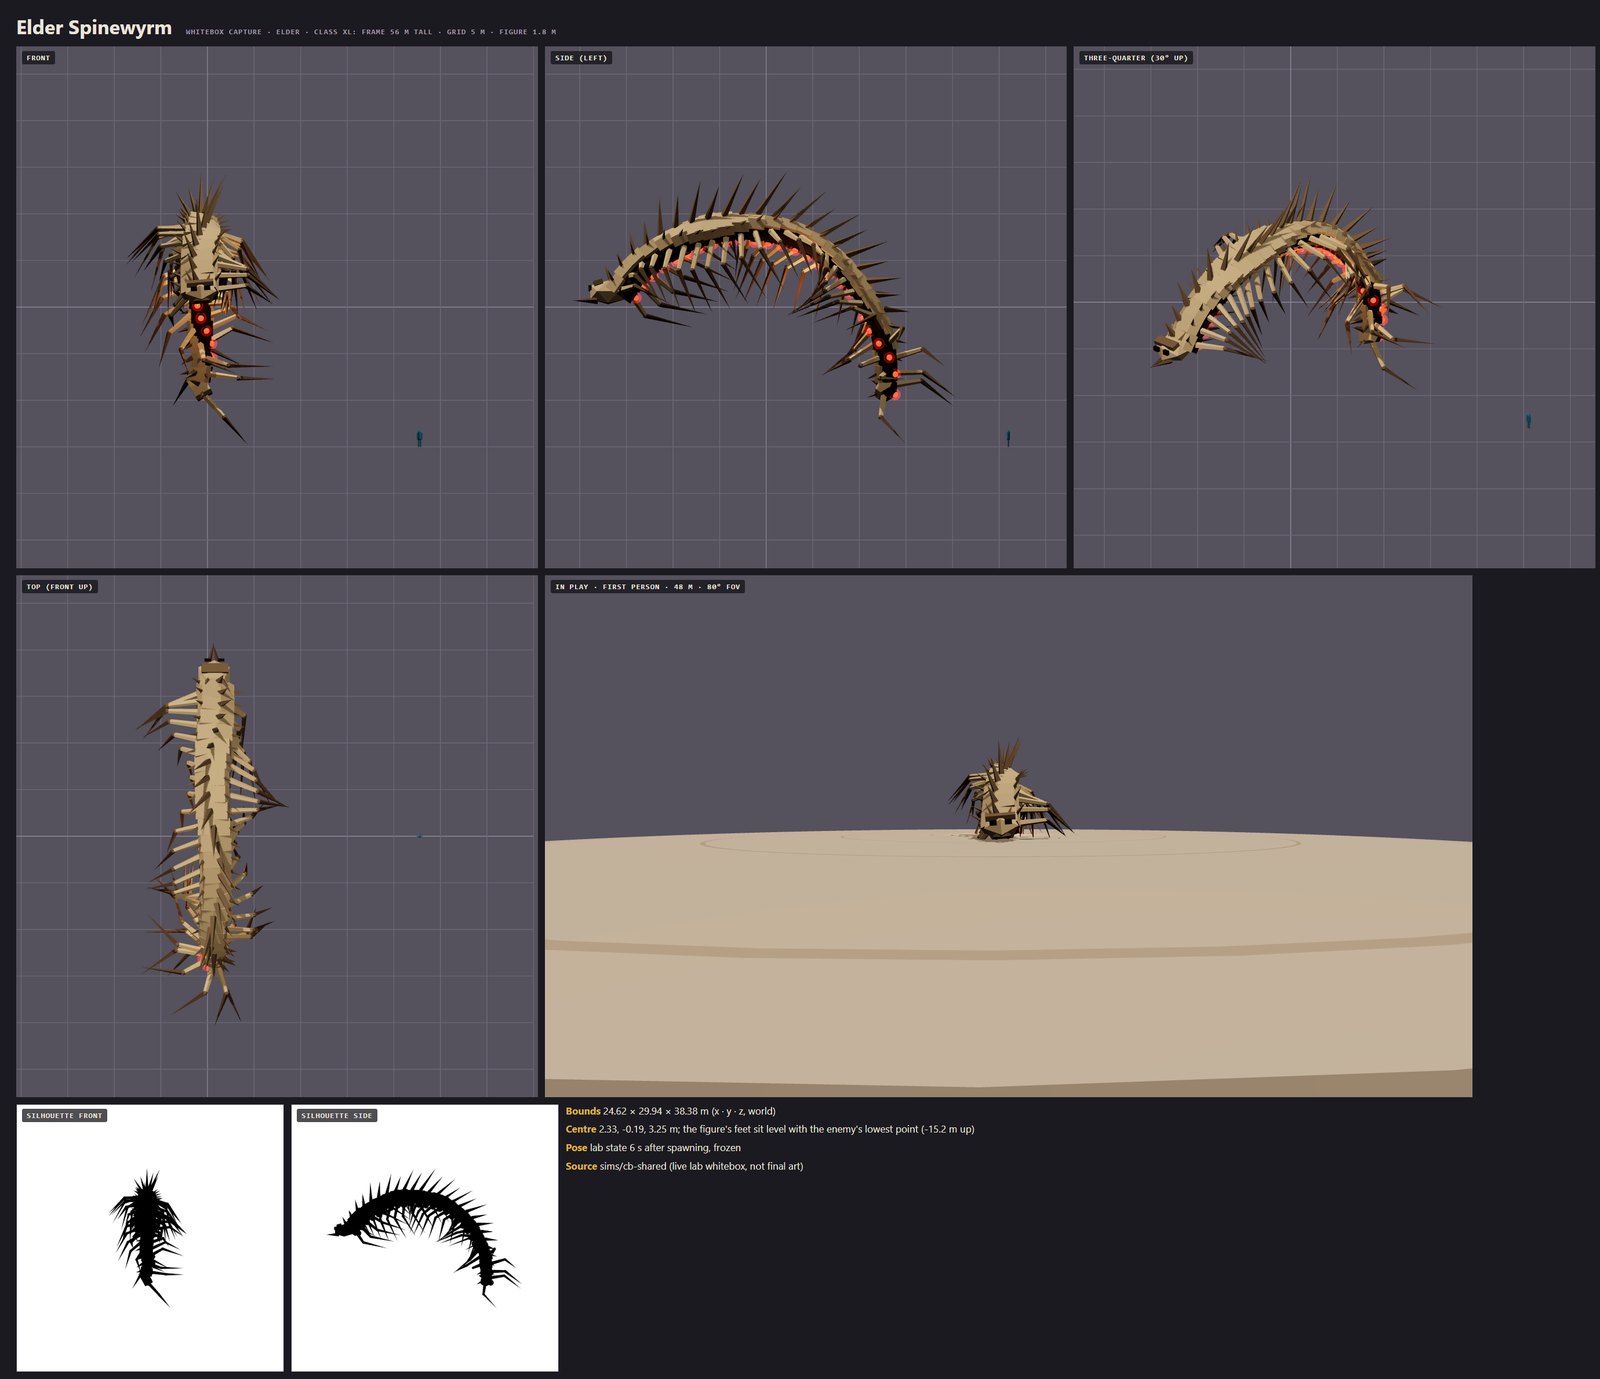 Elder Spinewyrm WHITEBOX CAPTURE · ELDER · CLASS XL: FRAME 56 M TALL · GRID 5 M · FIGURE 1.8 M
FRONT
SIDE (LEFT)
THREE-QUARTER (30° UP)
TOP (FRONT UP)
IN PLAY · FIRST PERSON · 48 M · 80° FOV
SILHOUETTE FRONT
SILHOUETTE SIDE
Bounds 24.62 × 29.94 × 38.38 m (x · y · z, world)
Centre 2.33, -0.19, 3.25 m; the figure's feet sit level with the enemy's lowest point (-15.2 m up)
Pose lab state 6 s after spawning, frozen
Source sims/cb-shared (live lab whitebox, not final art)